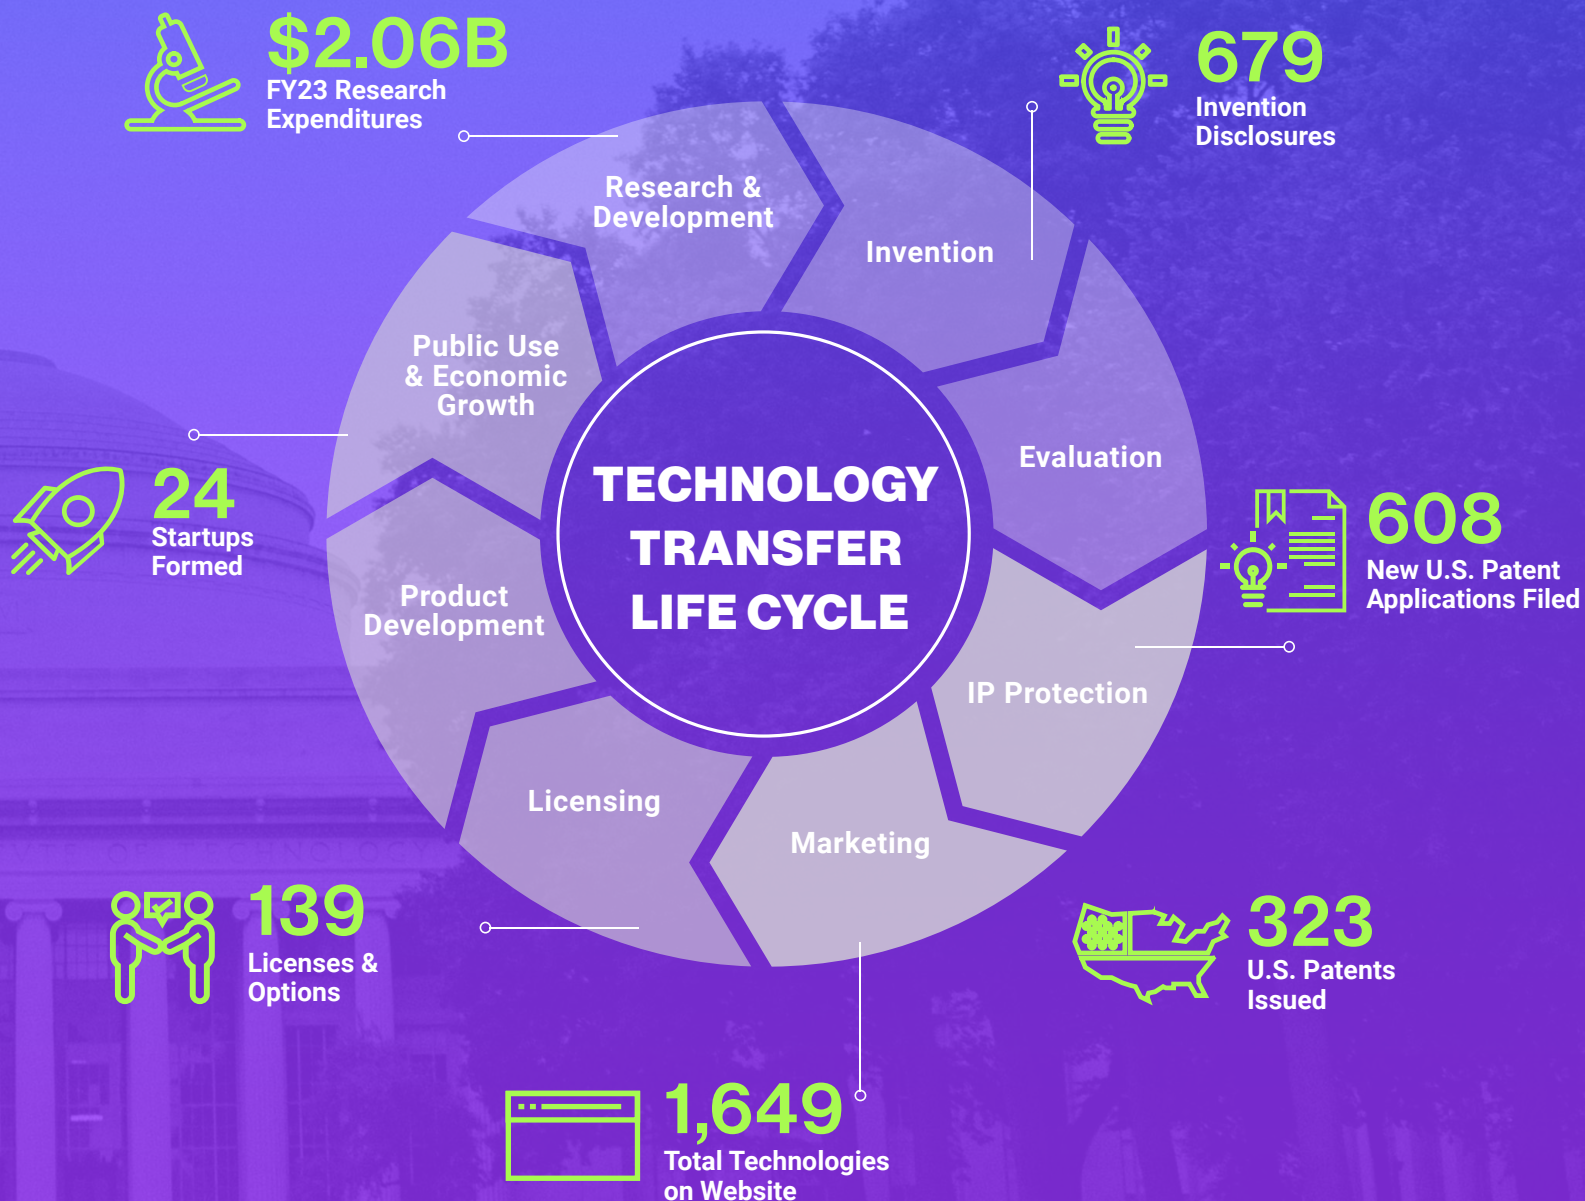 $2.06B
FY23 Research
Expenditures
679
Invention
Disclosures
Research &
Development
Invention
Public Use
& Economic
Growth
Evaluation
TECHNOLOGY
TRANSFER
LIFE CYCLE
24
Startups
Formed
608
New U.S. Patent
Applications Filed
Product
Development
IP Protection
Licensing
Marketing
139
Licenses &
Options
323
U.S. Patents
Issued
1,649
Total Technologies
on Website